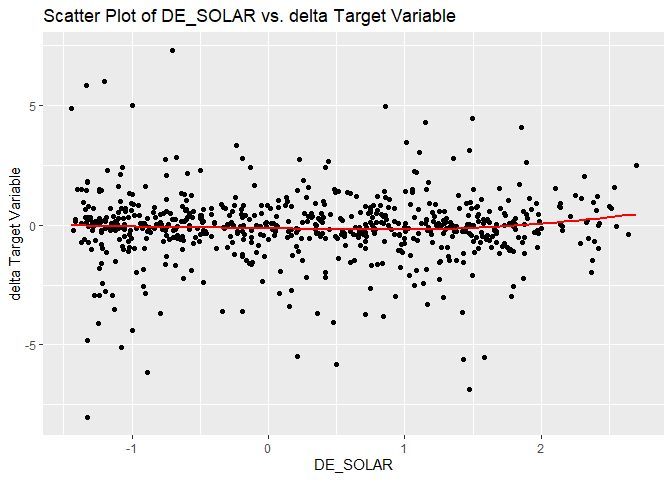 Scatter Plot of DE_SOLAR vs. delta Target Variable
delta Target Variable
5
0
-5
-1
0
1
2
DE_SOLAR